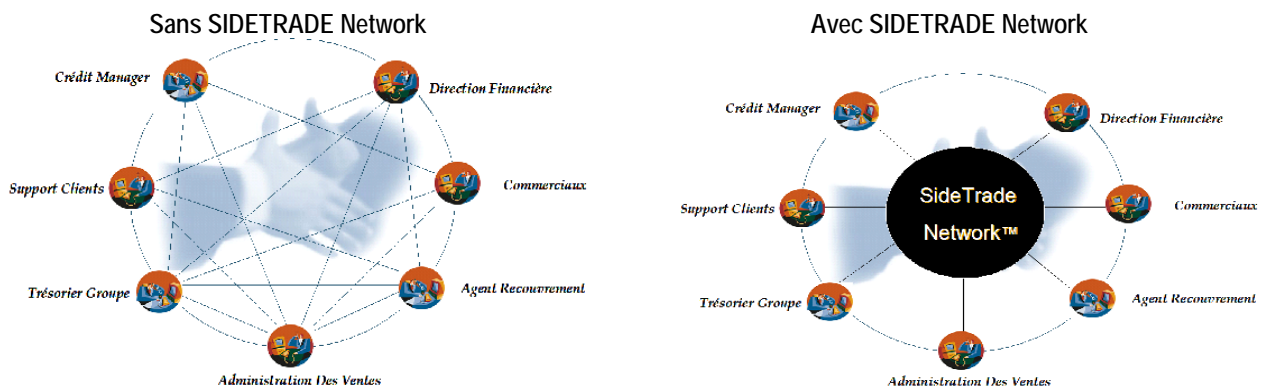 Sans SIDETRADE Network
Crédit Manager
Direction Financière
Support Clients
Commerciaux
Trésorier Groupe
Agent Recouvrement
Administration Des Ventes
Avec SIDETRADE Network
Crédit Manager
Direction Financière
Support Clients
SideTrade
Network™
Commerciaux
Trésorier Groupe
Agent Recouvrement
Administration Des Ventes